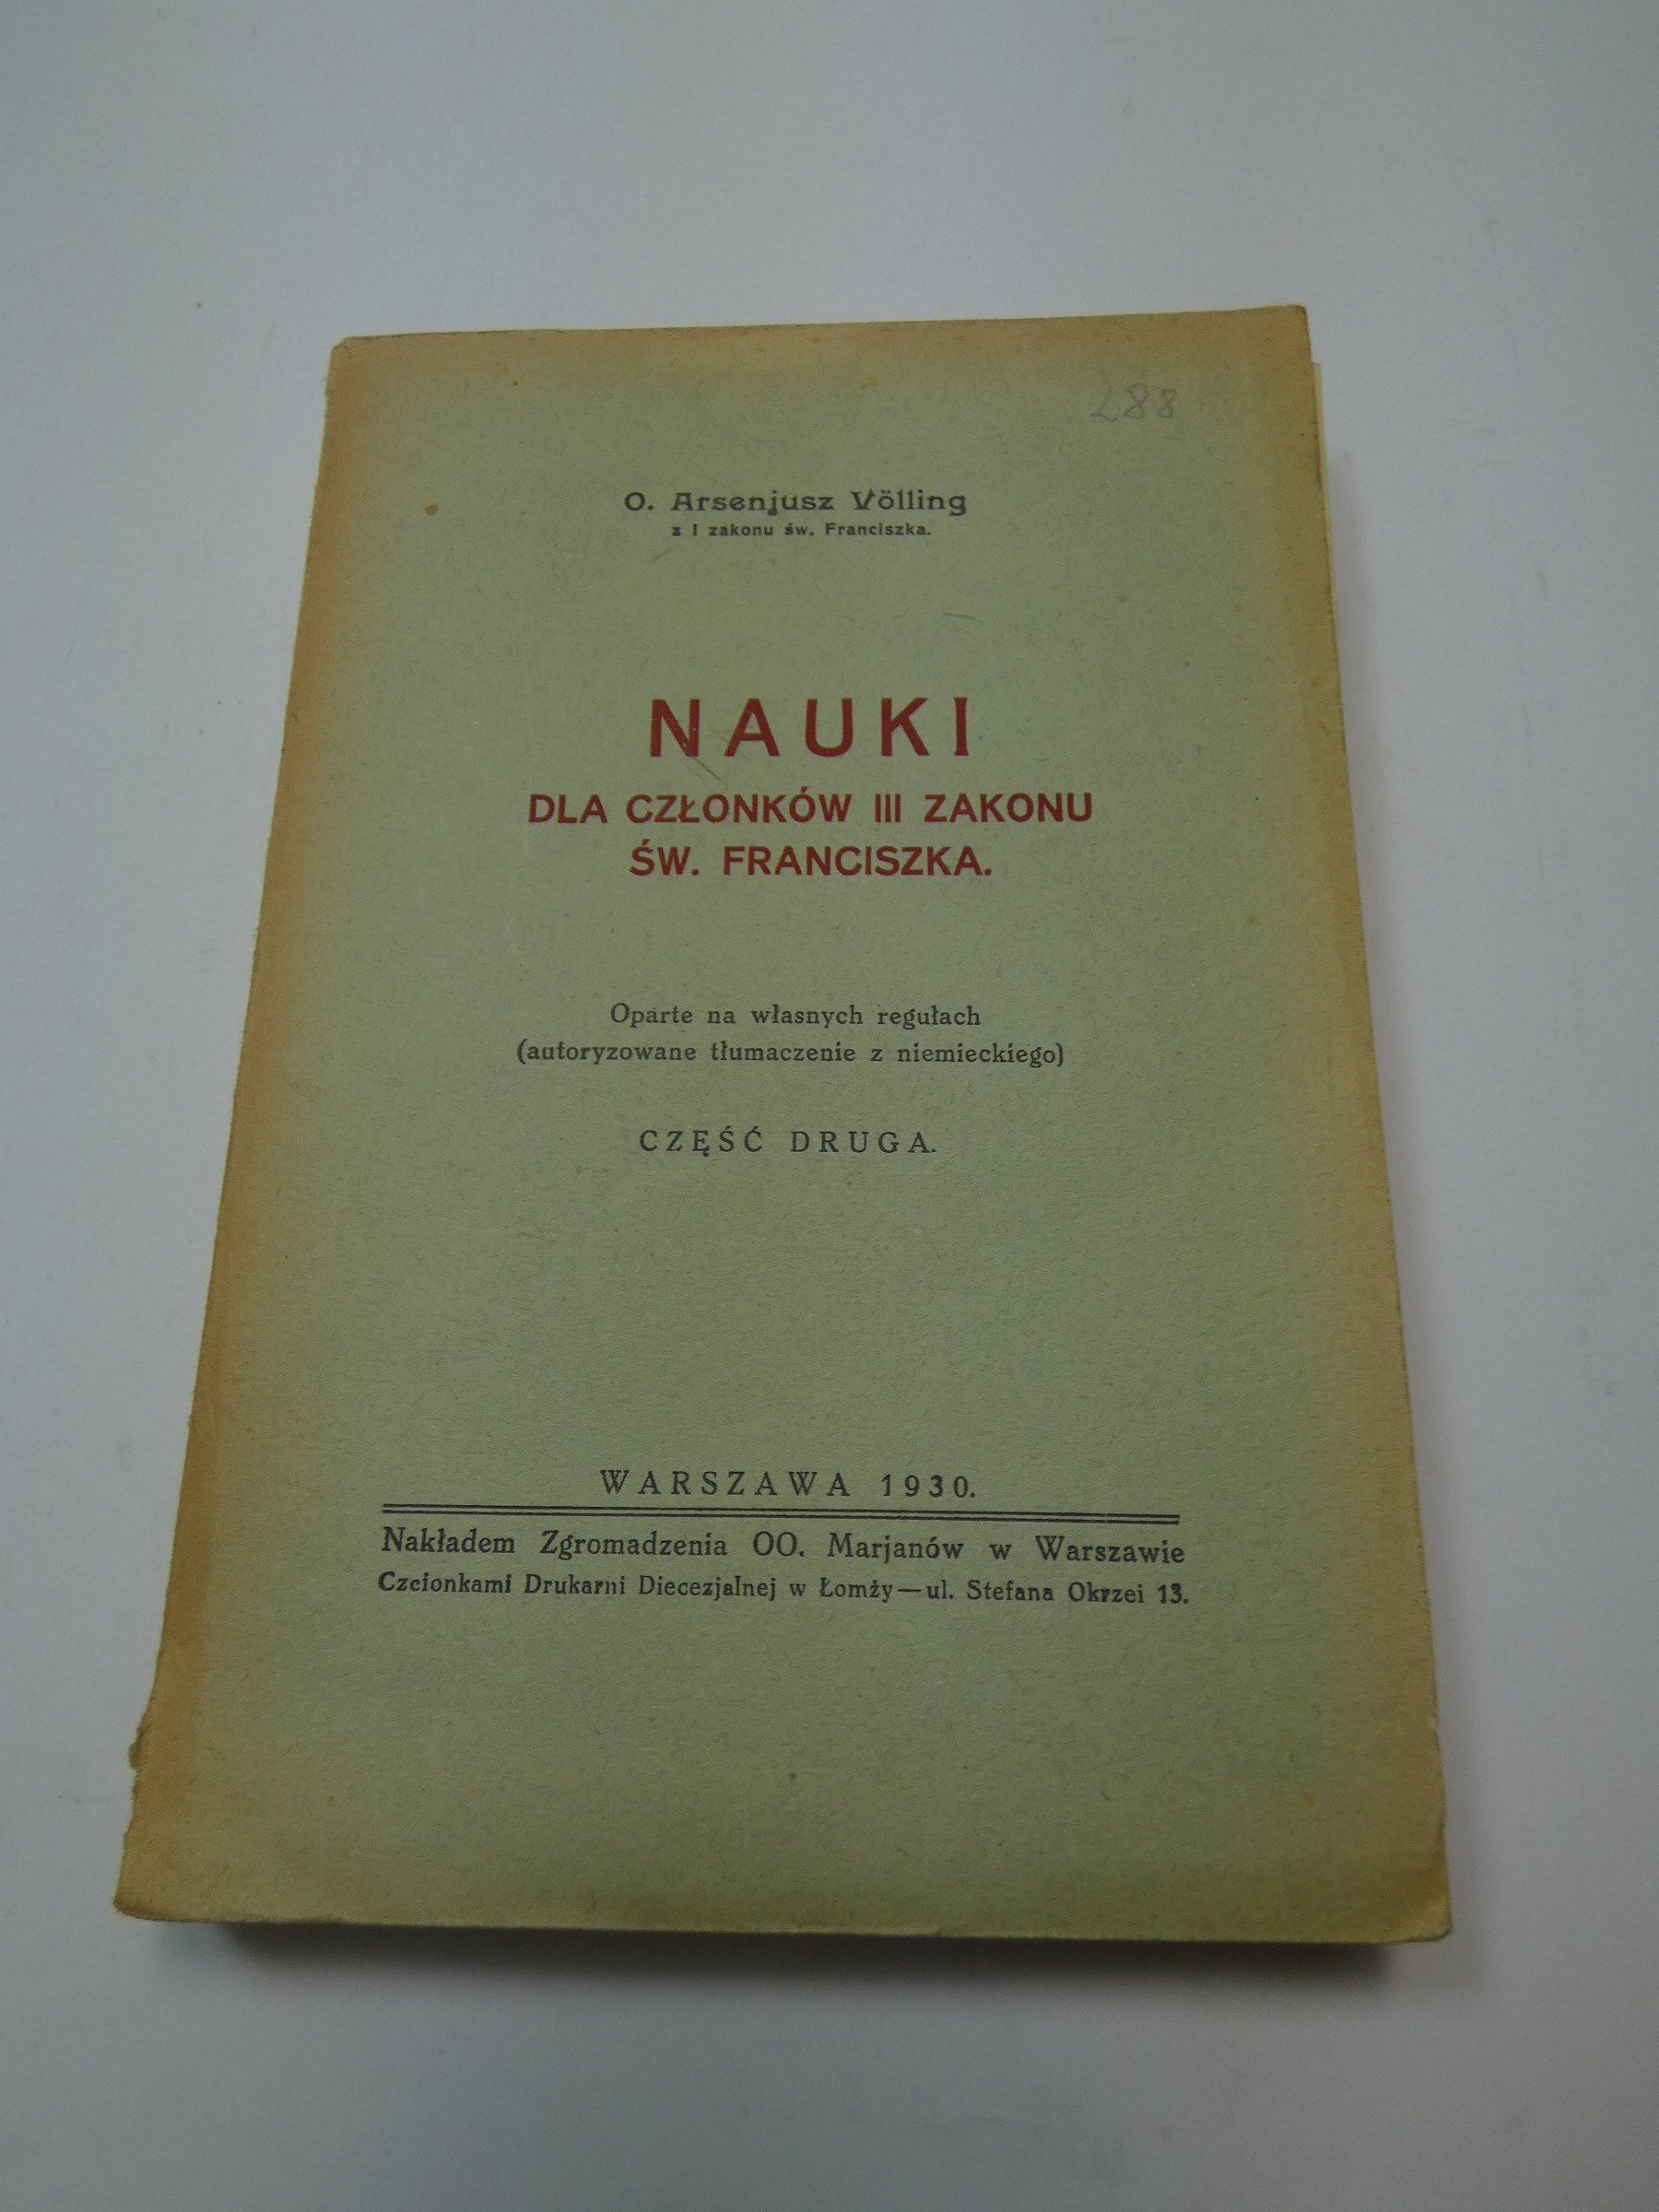 288
O. Arsenjusz Völling
z I zakonu św. Franciszka.
NAUKI
DLA CZŁONKÓW III ZAKONU
ŚW. FRANCISZKA.
Oparte na własnych regułach
(autoryzowane tłumaczenie z niemieckiego)
CZĘŚĆ DRUGA.
WARSZAWA 1930.
Nakładem Zgromadzenia OO. Marjanów w Warszawie
Czcionkami Drukarni Diecezjalnej w Łomży—ul. Stefana Okrzei 13.